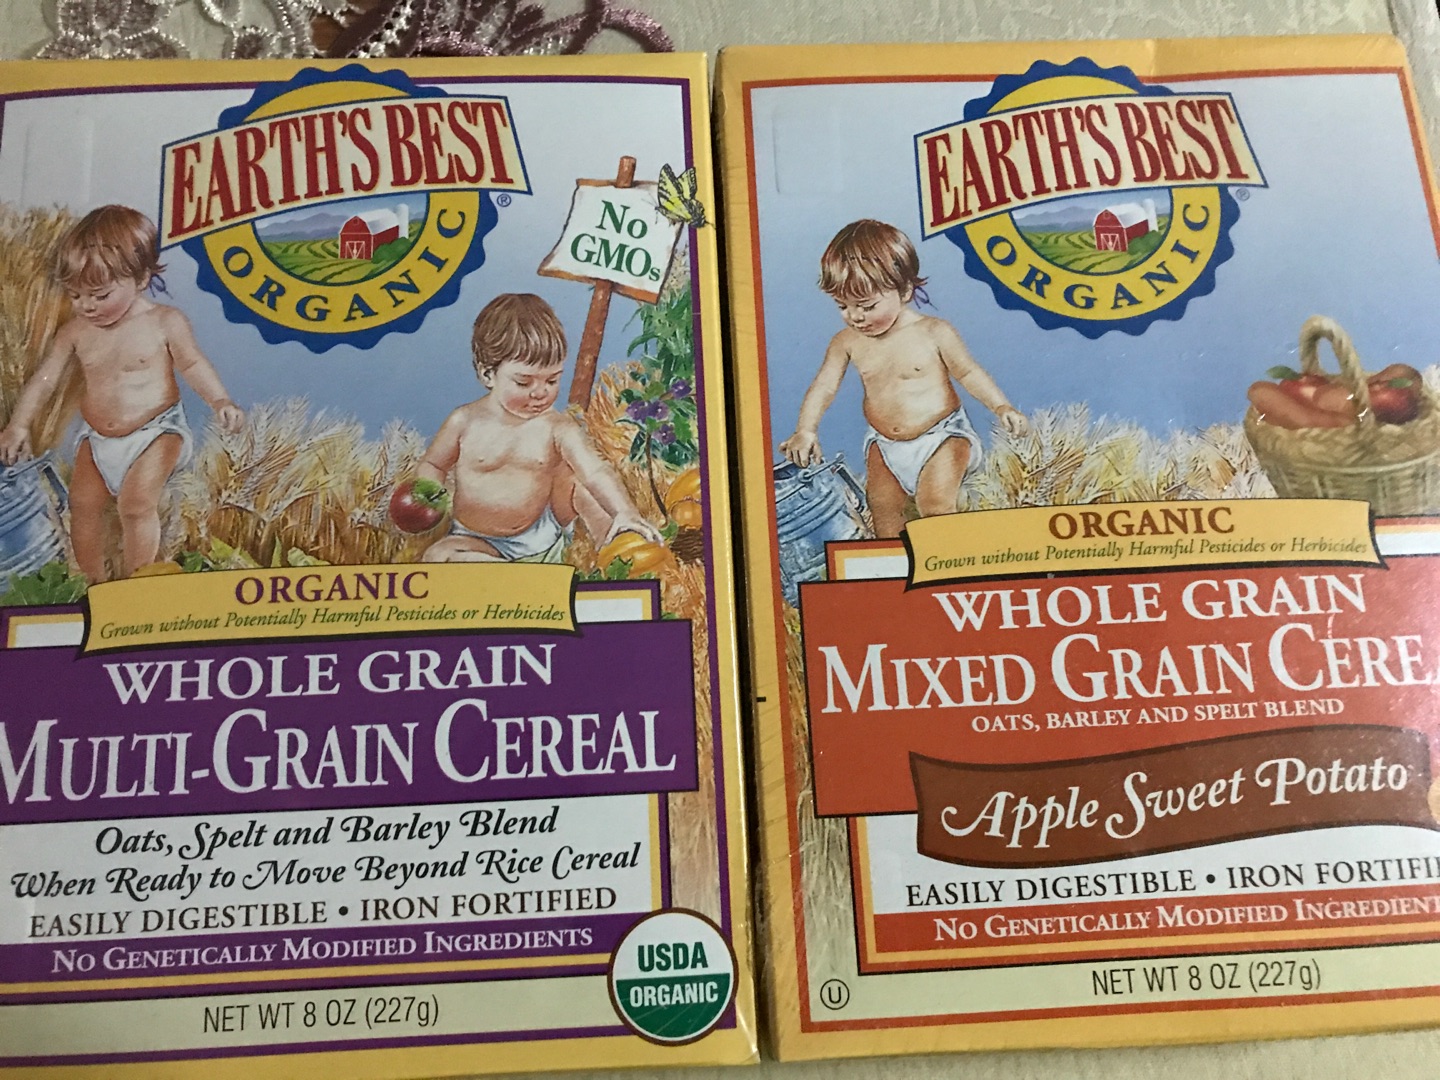 EARTH'S BEST
®
ORGANIC
No
GMOs
ORGANIC
Grown without Potentially Harmful Pesticides or Herbicides
WHOLE GRAIN
MULTI-GRAIN CEREAL
Oats, Spelt and Barley Blend
When Ready to Move Beyond Rice Cereal
EASILY DIGESTIBLE • IRON FORTIFIED
NO GENETICALLY MODIFIED INGREDIENTS
USDA
ORGANIC
NET WT 8 OZ (227g)
EARTH'S BEST
®
ORGANIC
ORGANIC
Grown without Potentially Harmful Pesticides or Herbicides
WHOLE GRAIN
MIXED GRAIN CERE
OATS, BARLEY AND SPELT BLEND
Apple Sweet Potato
EASILY DIGESTIBLE • IRON FORTIFI
NO GENETICALLY MODIFIED INGREDIENT
U
NET WT 8 OZ (227g)